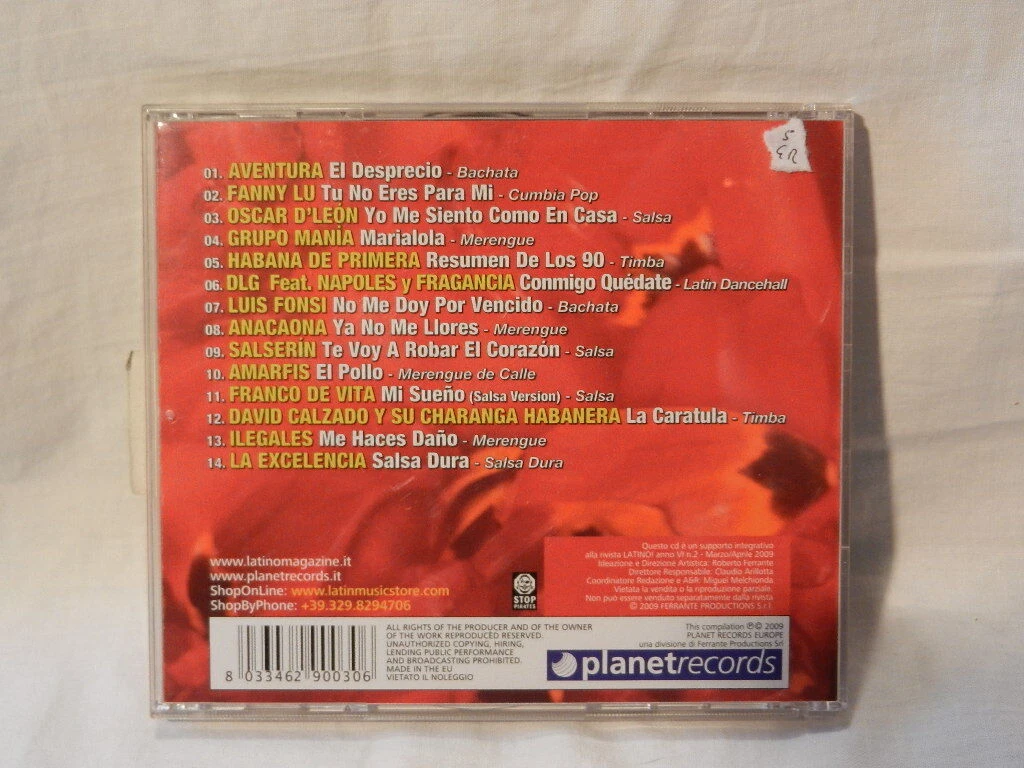 5
01. AVENTURA El Desprecio - Bachata
02. FANNY LU Tu No Eres Para Mi - Cumbia Pop
03. OSCAR D'LEÓN Yo Me Siento Como En Casa - Salsa
04. GRUPO MANÍA Marialola - Merengue
05. HABANA DE PRIMERA Resumen De Los 90 - Timba
06. DLG Feat. NAPOLES y FRAGANCIA Conmigo Quédate - Latin Dancehall
07. LUIS FONSI No Me Doy Por Vencido - Bachata
08. ANACAONA Ya No Me Llores - Merengue
09. SALSERÍN Te Voy A Robar El Corazón - Salsa
10. AMARFIS El Pollo - Merengue de Calle
11. FRANCO DE VITA Mi Sueño (Salsa Version) - Salsa
12. DAVID CALZADO Y SU CHARANGA HABANERA La Caratula - Timba
13. ILEGALES Me Haces Daño - Merengue
14. LA EXCELENCIA Salsa Dura - Salsa Dura
www.latinomagazine.it
www.planetrecords.it
ShopOnLine: www.latinmusicstore.com
ShopByPhone: +39.329.8294706
STOP
PIRATES
Questo cd è un supporto integrativo
alla rivista LATINO! anno VI n.2 - Marzo/Aprile 2009
Ideazione e Direzione Artistica: Roberto Ferrante
Direttore Responsabile: Claudio Arillotta
Coordinatore Redazione e A&R: Miguel Melchionda
Vietata la vendita o la riproduzione parziale
Non può essere venduto separatamente dalla rivista
© 2009 FERRANTE PRODUCTIONS S.r.l.
8 033462 900306
ALL RIGHTS OF THE PRODUCER AND OF THE OWNER
OF THE WORK REPRODUCED RESERVED.
UNAUTHORIZED COPYING, HIRING,
LENDING PUBLIC PERFORMANCE
AND BROADCASTING PROHIBITED.
MADE IN THE EU
VIETATO IL NOLEGGIO
This compilation ℗© 2009
PLANET RECORDS EUROPE
una divisione di Ferrante Productions Srl
planetrecords